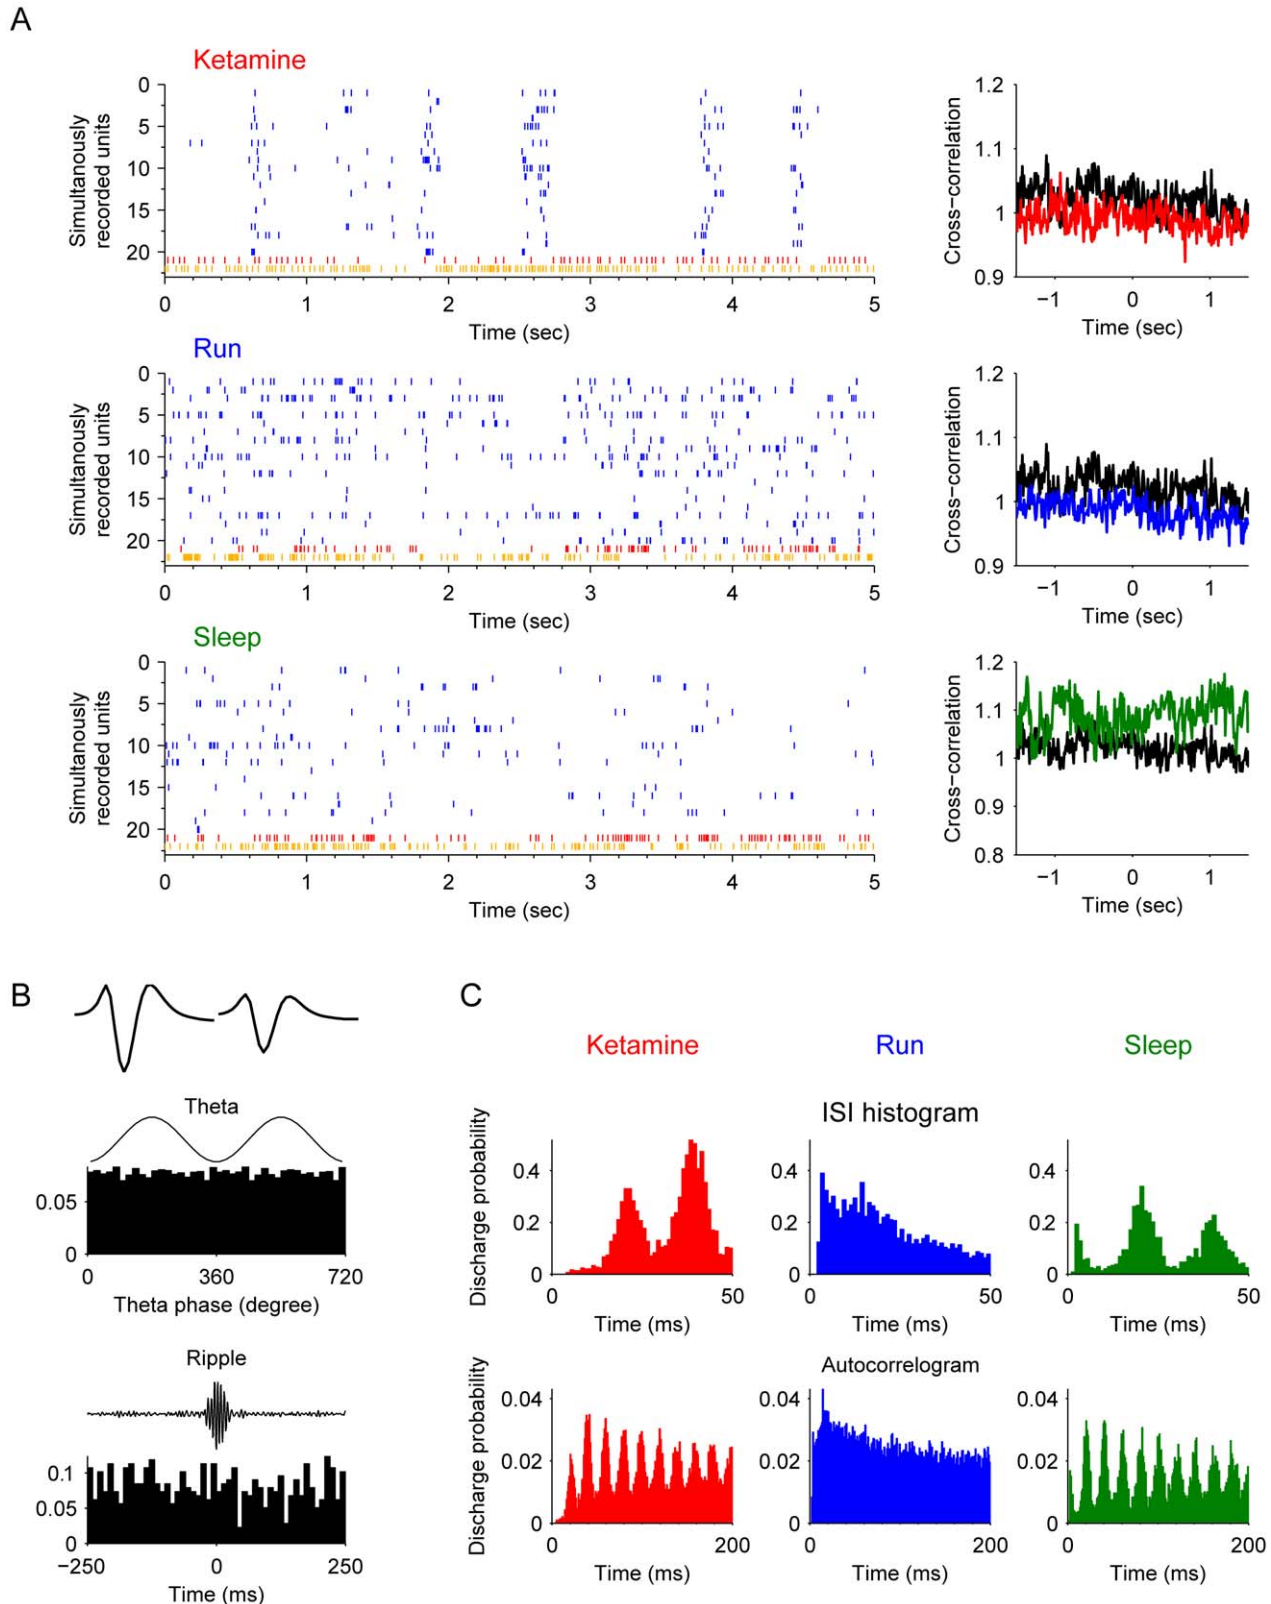 A
Ketamine
Simultanously
recorded units
0
5
10
15
20
0 1 2 3 4 5
Time (sec)
Cross−correlation
1.2
1.1
1
0.9
−1 0 1
Time (sec)
Run
Simultanously
recorded units
0
5
10
15
20
0 1 2 3 4 5
Time (sec)
Cross−correlation
1.2
1.1
1
0.9
−1 0 1
Time (sec)
Sleep
Simultanously
recorded units
0
5
10
15
20
0 1 2 3 4 5
Time (sec)
Cross−correlation
1.2
1.1
1
0.9
0.8
−1 0 1
Time (sec)
B
Theta
0.05
0
0 360 720
Theta phase (degree)
Ripple
0.1
0.05
0
−250 0 250
Time (ms)
C
Ketamine Run Sleep
ISI histogram
Discharge probability
0.4
0.2
0
0 50
Time (ms)
0.4
0.2
0
0 50
Time (ms)
0.4
0.2
0
0 50
Time (ms)
Autocorrelogram
Discharge probability
0.04
0.02
0
0 200
Time (ms)
0.04
0.02
0
0 200
Time (ms)
0.04
0.02
0
0 200
Time (ms)